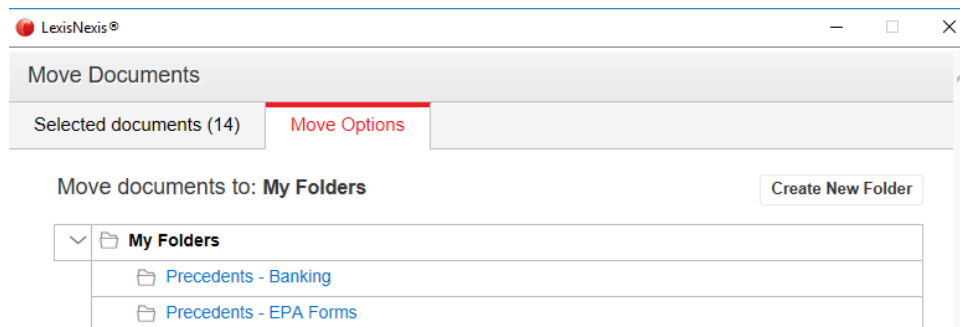 LexisNexis®
Move Documents
Selected documents (14) Move Options
Move documents to: My Folders Create New Folder
My Folders
Precedents - Banking
Precedents - EPA Forms